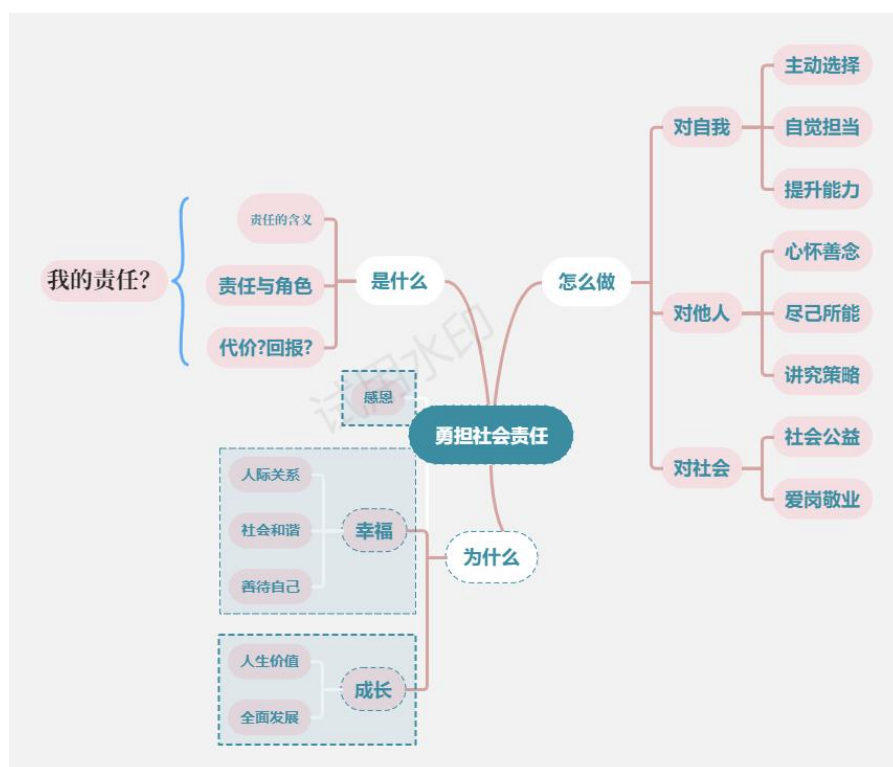 我的责任？
责任的含义
责任与角色
代价?回报?
是什么
勇担社会责任
怎么做
对自我
主动选择
自觉担当
提升能力
对他人
心怀善念
尽己所能
讲究策略
对社会
社会公益
爱岗敬业
为什么
感恩
幸福
人际关系
社会和谐
善待自己
成长
人生价值
全面发展
试用水印